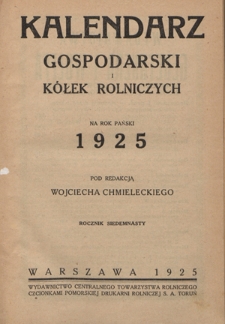 KALENDARZ
GOSPODARSKI
I
KÓŁEK ROLNICZYCH
NA ROK PAŃSKI
1925
POD REDAKCJĄ
WOJCIECHA CHMIELECKIEGO
ROCZNIK SIEDEMNASTY
WARSZAWA 1925
WYDAWNICTWO CENTRALNEGO TOWARZYSTWA ROLNICZEGO
CZCIONKAMI POMORSKIEJ DRUKARNI ROLNICZEJ S. A. TORUŃ